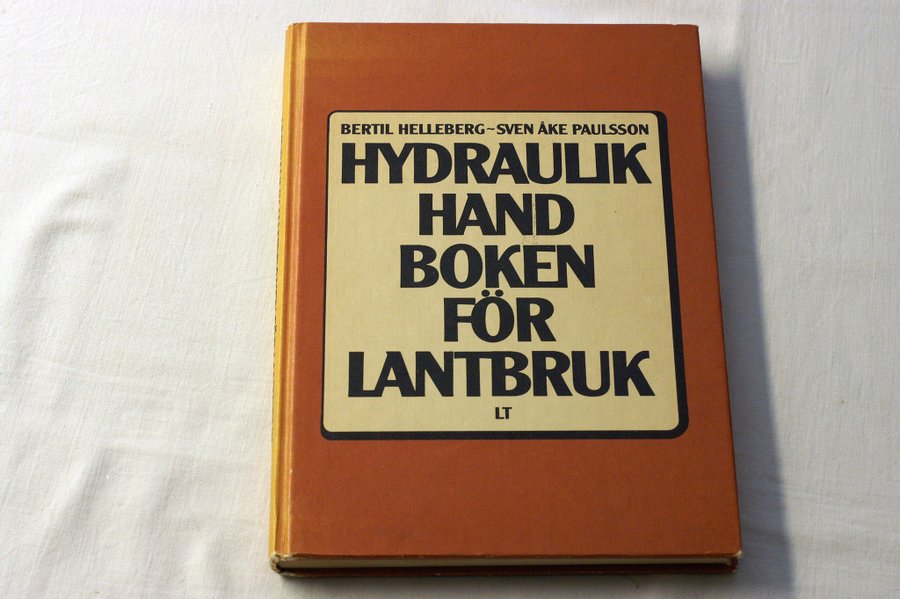 BERTIL HELLEBERG~SVEN ÅKE PAULSSON
HYDRAULIK
HAND
BOKEN
FÖR
LANTBRUK
LT